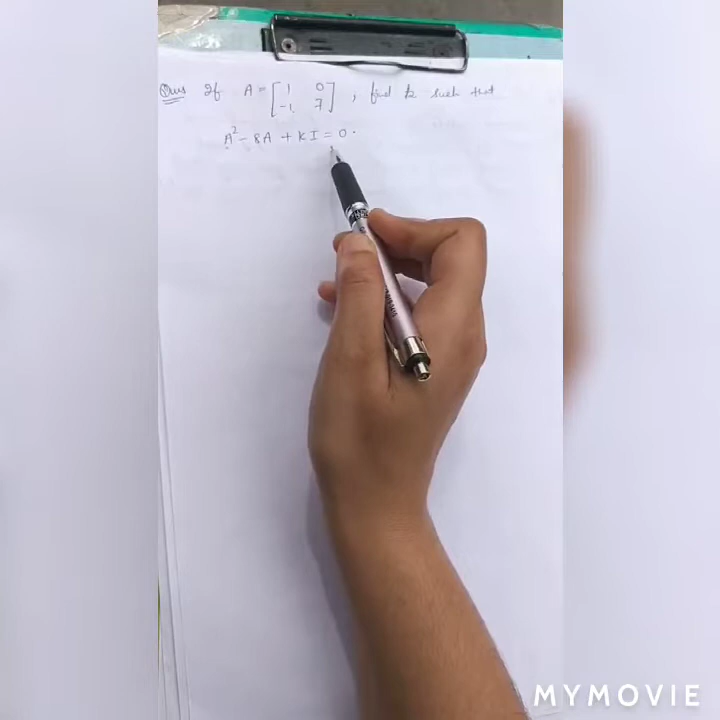 Ques If A = [ 1 0 -1 7 ] , find k such that
A² - 8A + KI = 0.
MYMOVIE